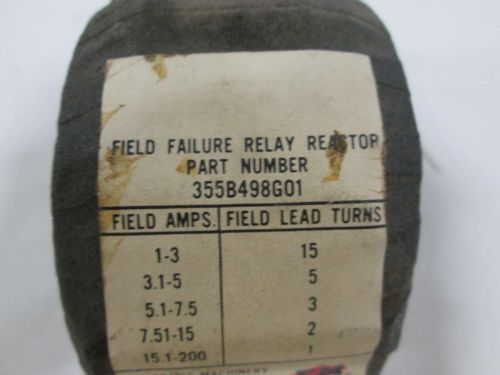 FIELD FAILURE RELAY REACTOR
PART NUMBER
355B498G01
FIELD AMPS. FIELD LEAD TURNS
1-3 15
3.1-5 5
5.1-7.5 3
7.51-15 2
15.1-200 1
MACHINERY